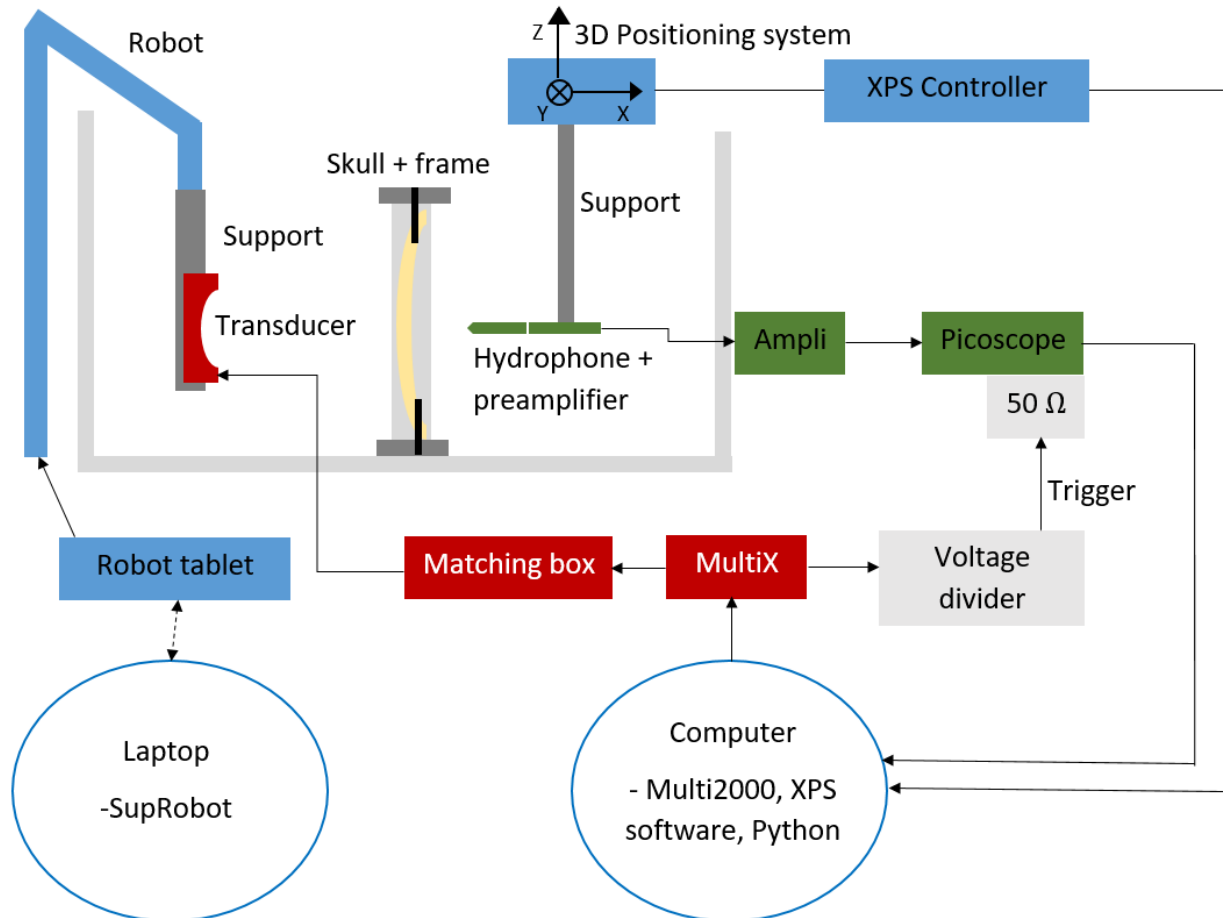 Robot
Z
3D Positioning system
Y
X
XPS Controller
Skull + frame
Support
Support
Transducer
Hydrophone +
preamplifier
Ampli
Picoscope
50 Ω
Trigger
Robot tablet
Matching box
MultiX
Voltage
divider
Laptop
-SupRobot
Computer
- Multi2000, XPS
software, Python